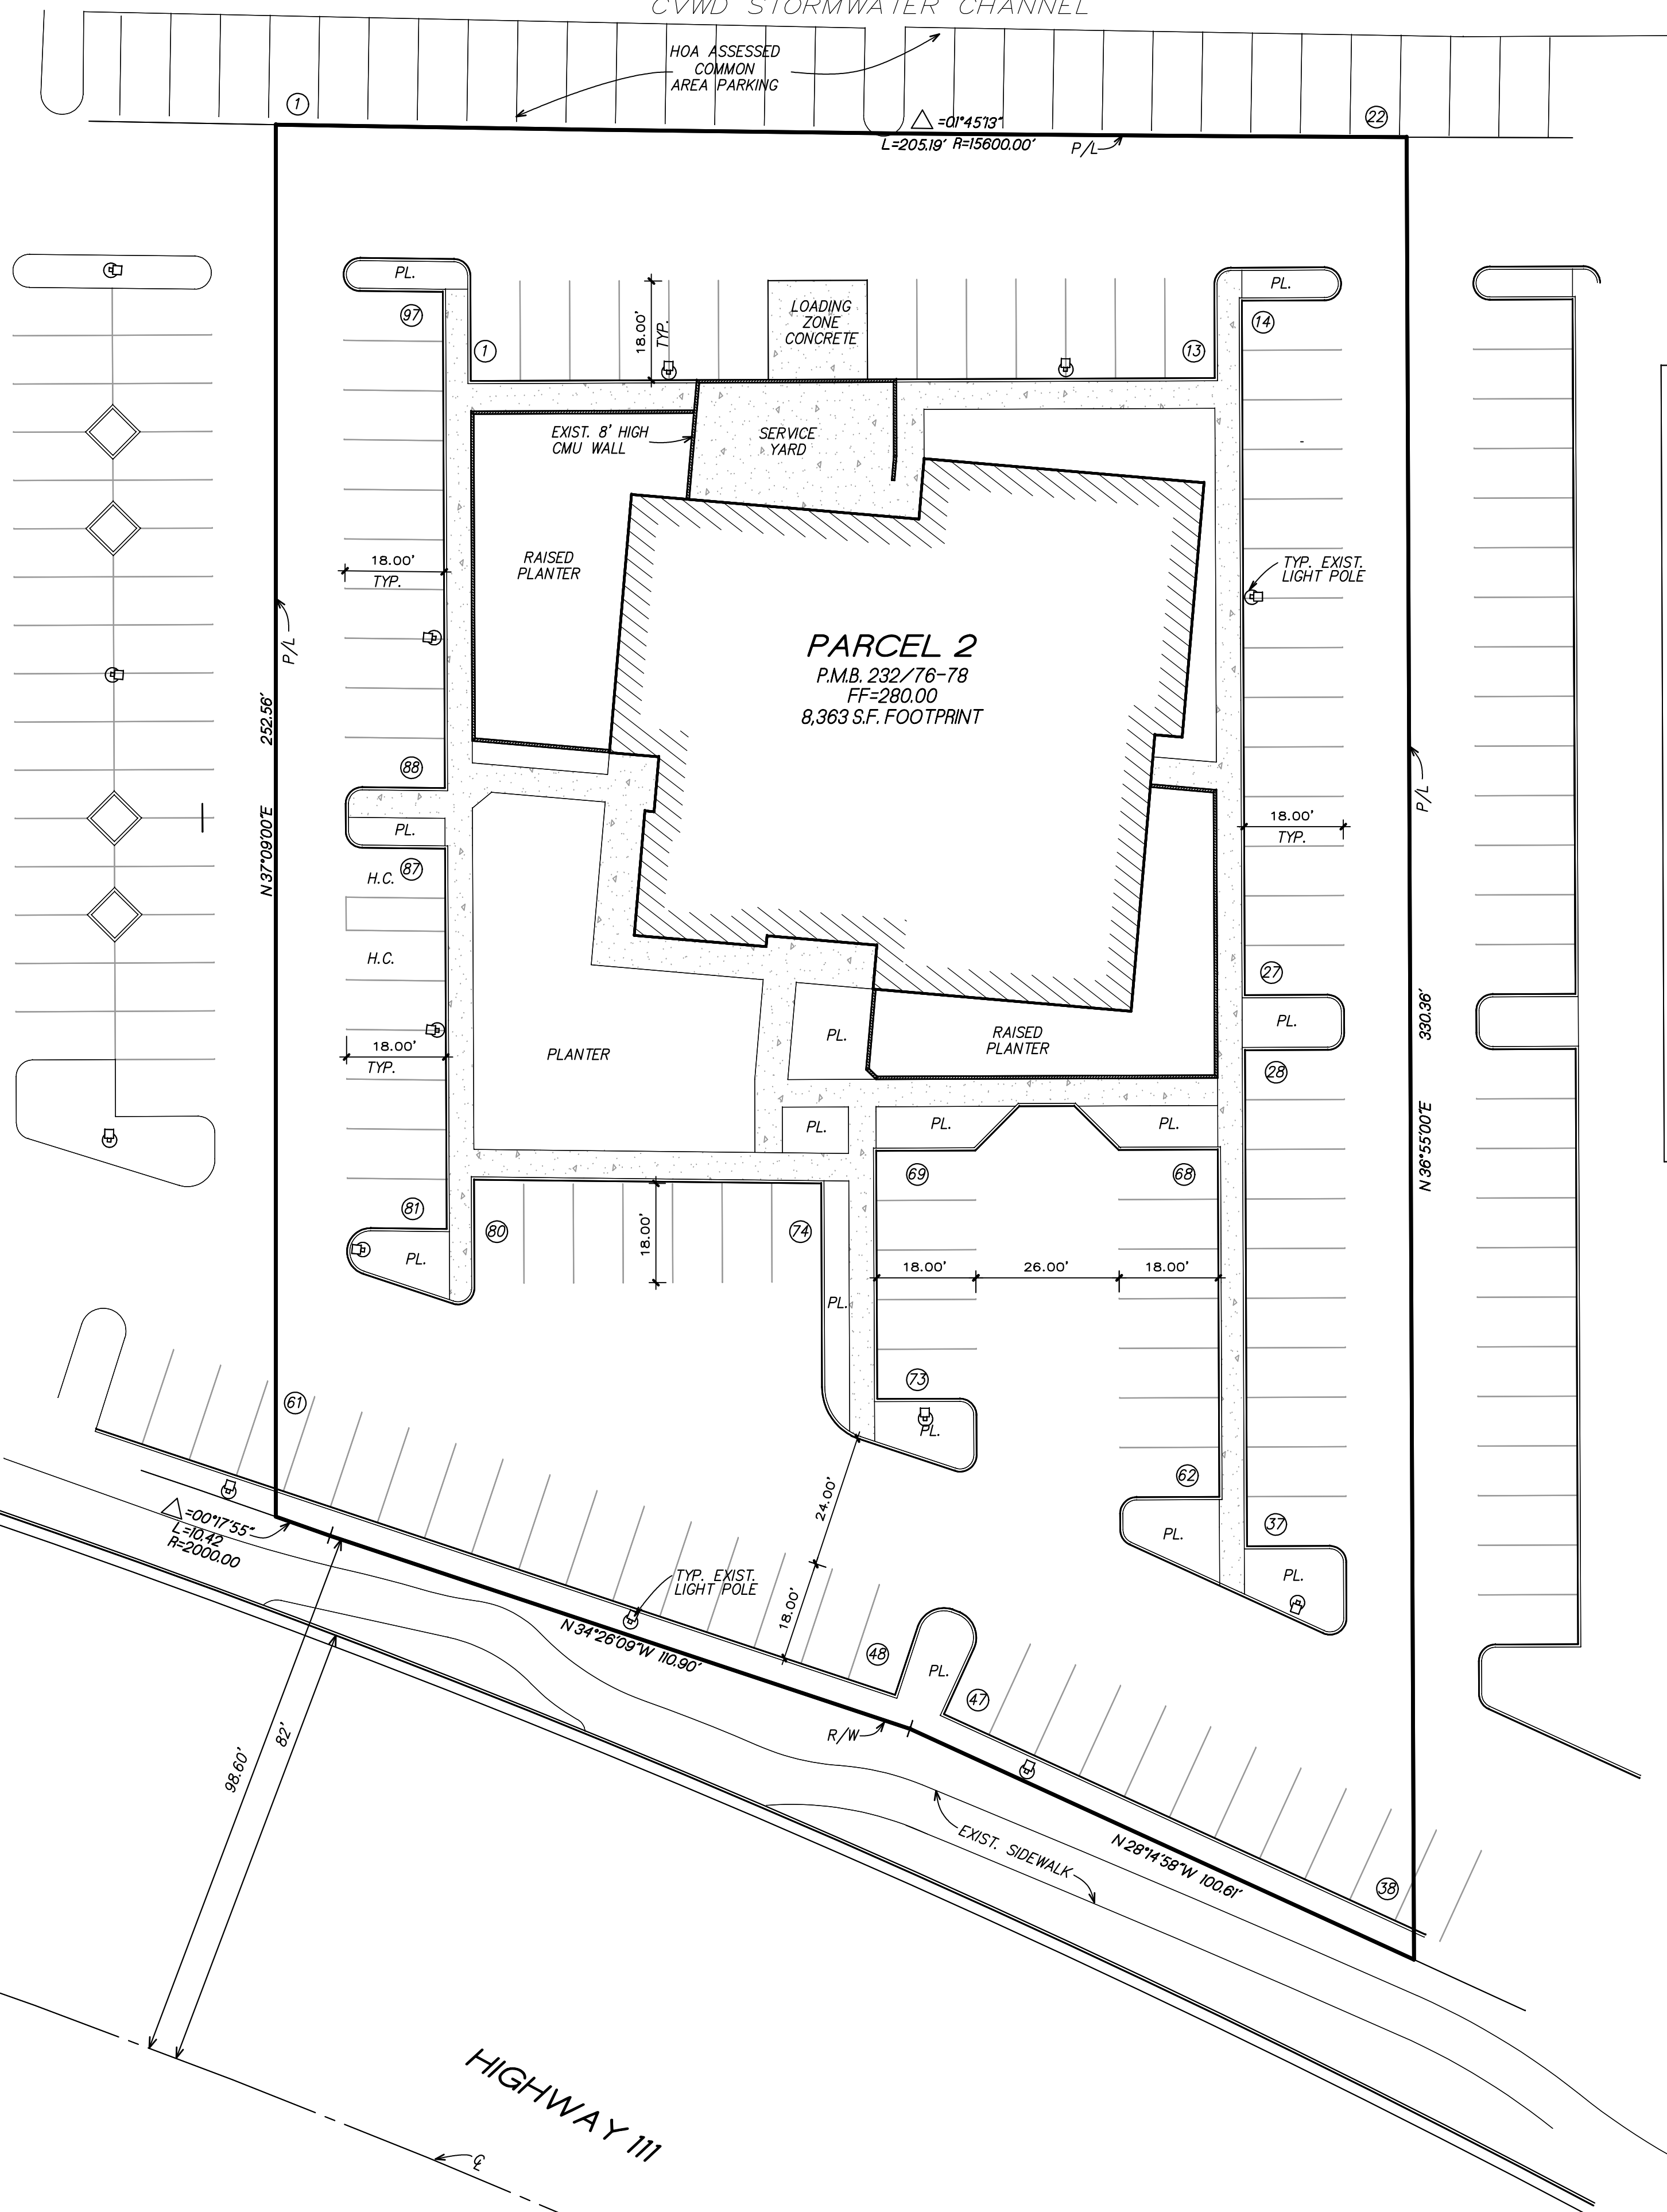 CVWD STORMWATER CHANNEL
HOA ASSESSED
COMMON
AREA PARKING
1
22
△ =01°45'13"
L=205.19' R=15600.00'
P/L
PL.
97
1
18.00'
TYP.
LOADING
ZONE
CONCRETE
13
PL.
14
EXIST. 8' HIGH
CMU WALL
SERVICE
YARD
18.00'
TYP.
RAISED
PLANTER
TYP. EXIST.
LIGHT POLE
P/L
N 37°09'00"E 252.56'
PARCEL 2
P.M.B. 232/76-78
FF=280.00
8,363 S.F. FOOTPRINT
88
PL.
H.C.
87
H.C.
18.00'
TYP.
P/L
18.00'
TYP.
27
PL.
28
N 36°55'00"E 330.36'
PLANTER
PL.
RAISED
PLANTER
PL.
PL.
PL.
69
68
81
80
74
18.00'
PL.
PL.
18.00'
26.00'
18.00'
73
PL.
61
62
PL.
37
PL.
24.00'
18.00'
△ =00°17'55"
L=10.42
R=2000.00
TYP. EXIST.
LIGHT POLE
N 34°26'09"W 110.90'
48
PL.
47
R/W
98.60'
82'
EXIST. SIDEWALK
N 28°14'58"W 100.61'
38
HIGHWAY 111
℄